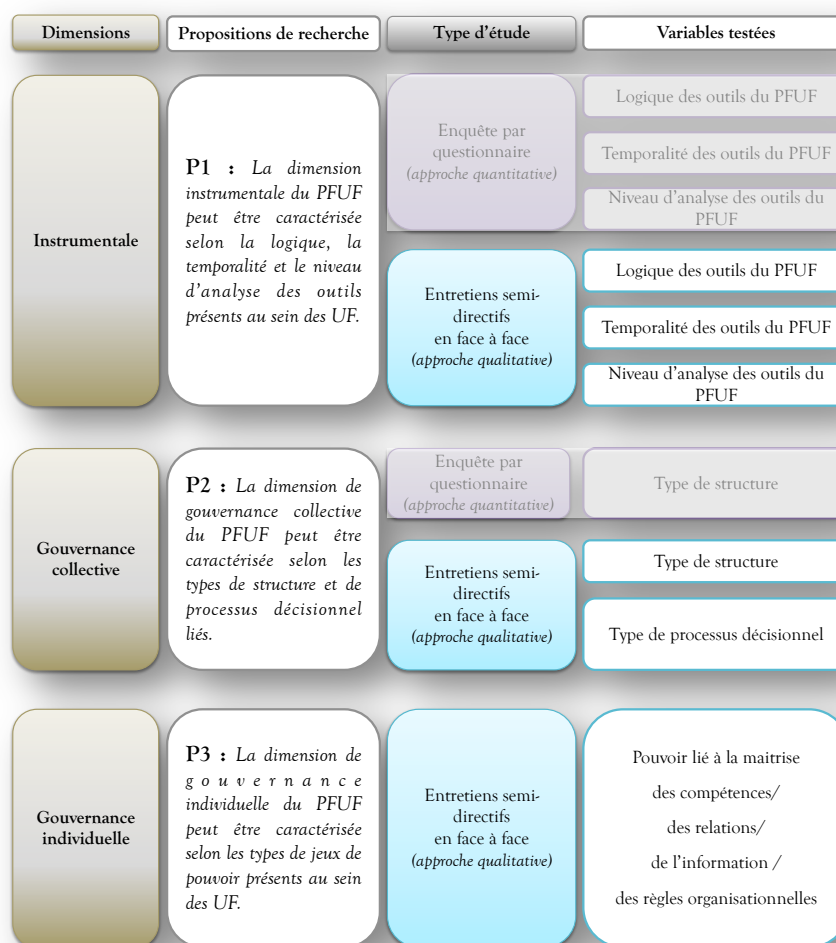 Dimensions
Propositions de recherche
Type d'étude
Variables testées
Instrumentale
P1 : La dimension
instrumentale du PFUF
peut être caractérisée
selon la logique, la
temporalité et le niveau
d'analyse des outils
présents au sein des UF.
Enquête par
questionnaire
(approche quantitative)
Logique des outils du PFUF
Temporalité des outils du PFUF
Niveau d'analyse des outils du
PFUF
Entretiens semi-
directifs
en face à face
(approche qualitative)
Logique des outils du PFUF
Temporalité des outils du PFUF
Niveau d'analyse des outils du
PFUF
Gouvernance
collective
P2 : La dimension de
gouvernance collective
du PFUF peut être
caractérisée selon les
types de structure et de
processus décisionnel
liés.
Enquête par
questionnaire
(approche quantitative)
Type de structure
Entretiens semi-
directifs
en face à face
(approche qualitative)
Type de structure
Type de processus décisionnel
Gouvernance
individuelle
P3 : La dimension de
gouvernance
individuelle du PFUF
peut être caractérisée
selon les types de jeux de
pouvoir présents au sein
des UF.
Entretiens semi-
directifs
en face à face
(approche qualitative)
Pouvoir lié à la maitrise
des compétences/
des relations/
de l'information /
des règles organisationnelles